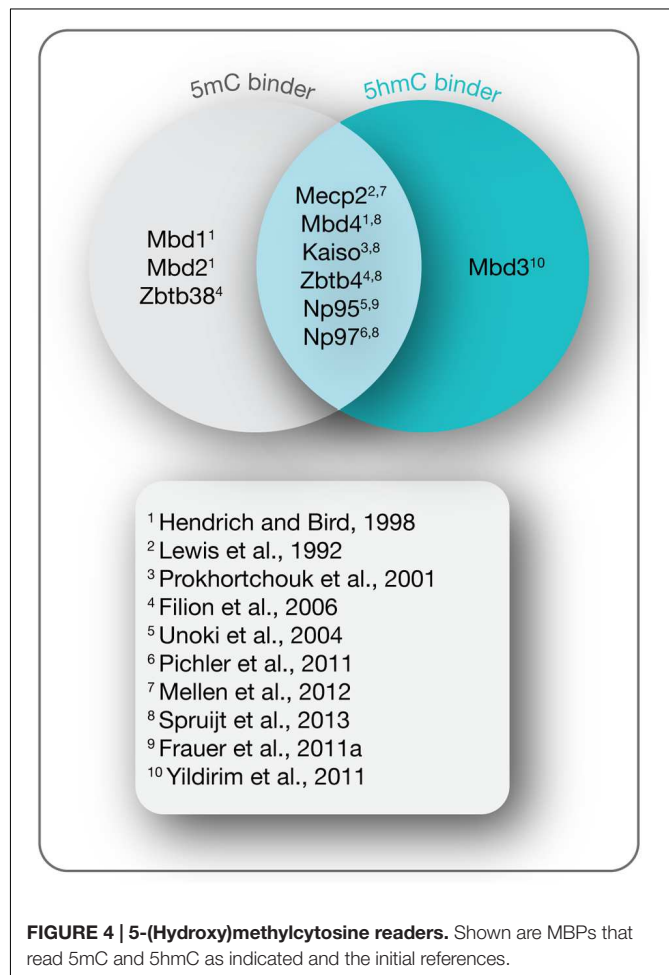 5mC binder
5hmC binder
Mbd1¹
Mbd2¹
Zbtb38⁴
Mecp2²,⁷
Mbd4¹,⁸
Kaiso³,⁸
Zbtb4⁴,⁸
Np95⁵,⁹
Np97⁶,⁸
Mbd3¹⁰
¹ Hendrich and Bird, 1998
² Lewis et al., 1992
³ Prokhortchouk et al., 2001
⁴ Filion et al., 2006
⁵ Unoki et al., 2004
⁶ Pichler et al., 2011
⁷ Mellen et al., 2012
⁸ Spruijt et al., 2013
⁹ Frauer et al., 2011a
¹⁰ Yildirim et al., 2011
FIGURE 4 | 5-(Hydroxy)methylcytosine readers. Shown are MBPs that
read 5mC and 5hmC as indicated and the initial references.